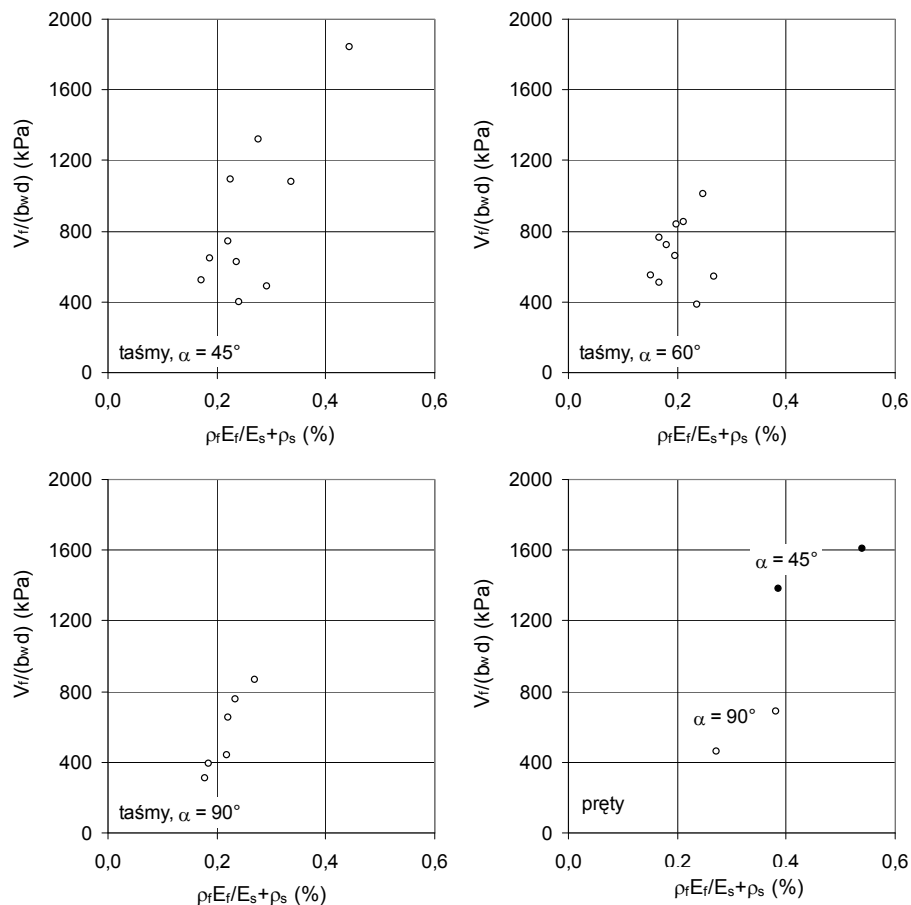 2000
1600
1200
800
400
0
Vf/(bwd) (kPa)
taśmy, α = 45°
0,0 0,2 0,4 0,6
ρfEf/Es+ρs (%)
2000
1600
1200
800
400
0
Vf/(bwd) (kPa)
taśmy, α = 60°
0,0 0,2 0,4 0,6
ρfEf/Es+ρs (%)
2000
1600
1200
800
400
0
Vf/(bwd) (kPa)
taśmy, α = 90°
0,0 0,2 0,4 0,6
ρfEf/Es+ρs (%)
2000
1600
1200
800
400
0
Vf/(bwd) (kPa)
α = 45°
α = 90°
pręty
0,0 0,2 0,4 0,6
ρfEf/Es+ρs (%)